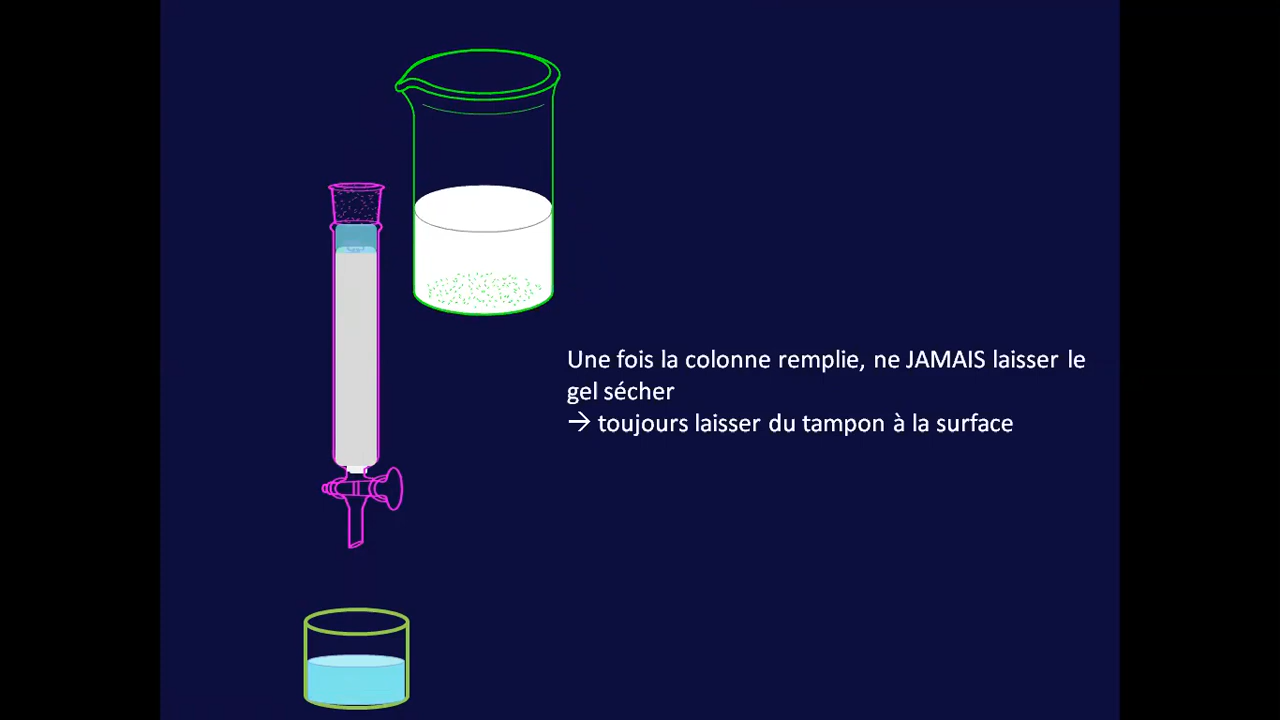 Une fois la colonne remplie, ne JAMAIS laisser le
gel sécher
→ toujours laisser du tampon à la surface